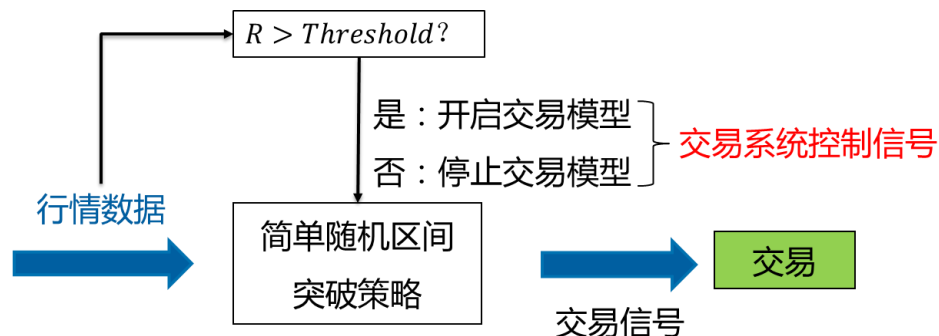 R > Threshold?
是：开启交易模型
否：停止交易模型
交易系统控制信号
行情数据
简单随机区间
突破策略
交易
交易信号